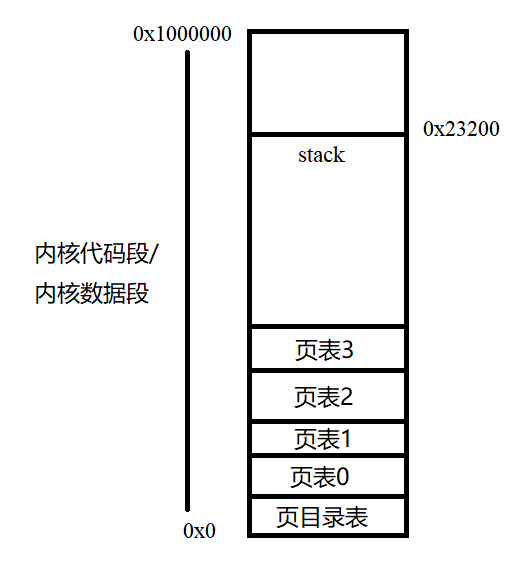 0x1000000
0x23200
stack
内核代码段/
内核数据段
页表3
页表2
页表1
页表0
页目录表
0x0